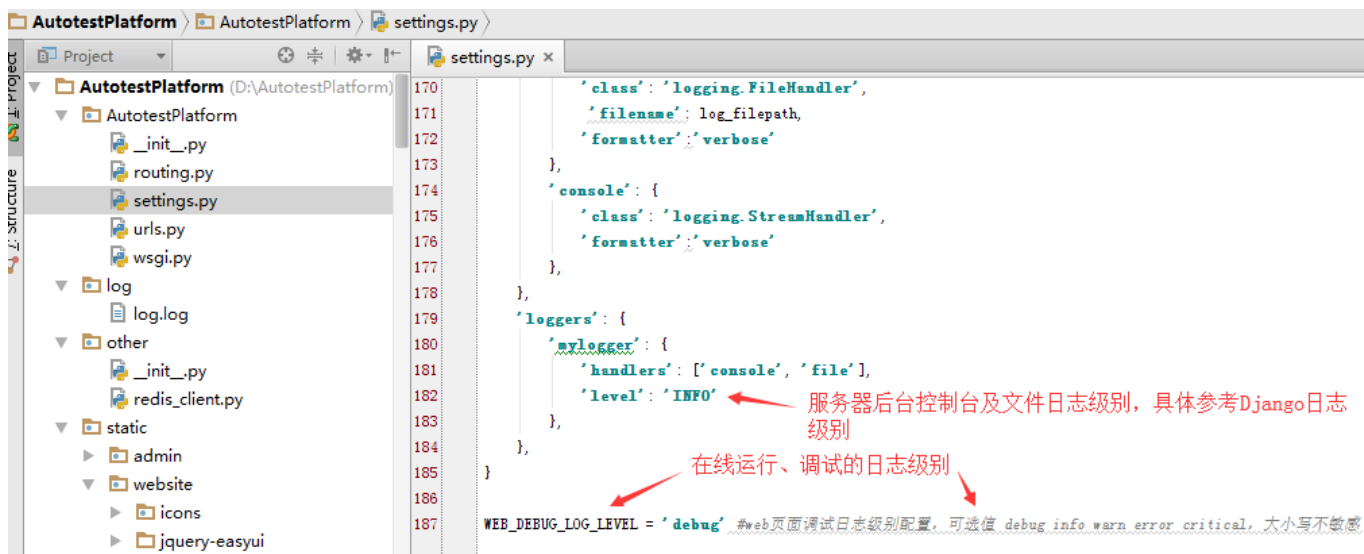 AutotestPlatform AutotestPlatform settings.py
Project
settings.py ×
1: Project
AutotestPlatform (D:\AutotestPlatform)
AutotestPlatform
__init__.py
routing.py
settings.py
urls.py
wsgi.py
log
log.log
other
__init__.py
redis_client.py
static
admin
website
icons
jquery-easyui
7: Structure
170 'class': 'logging.FileHandler',
171 'filename': log_filepath,
172 'formatter':'verbose'
173 },
174 'console': {
175 'class': 'logging.StreamHandler',
176 'formatter':'verbose'
177 },
178 },
179 'loggers': {
180 'mylogger': {
181 'handlers': ['console', 'file'],
182 'level': 'INFO'
183 },
184 },
185 }
186
187 WEB_DEBUG_LOG_LEVEL = 'debug' #web页面调试日志级别配置，可选值 debug info warn error critical，大小写不敏感
服务器后台控制台及文件日志级别，具体参考Django日志
级别
在线运行、调试的日志级别